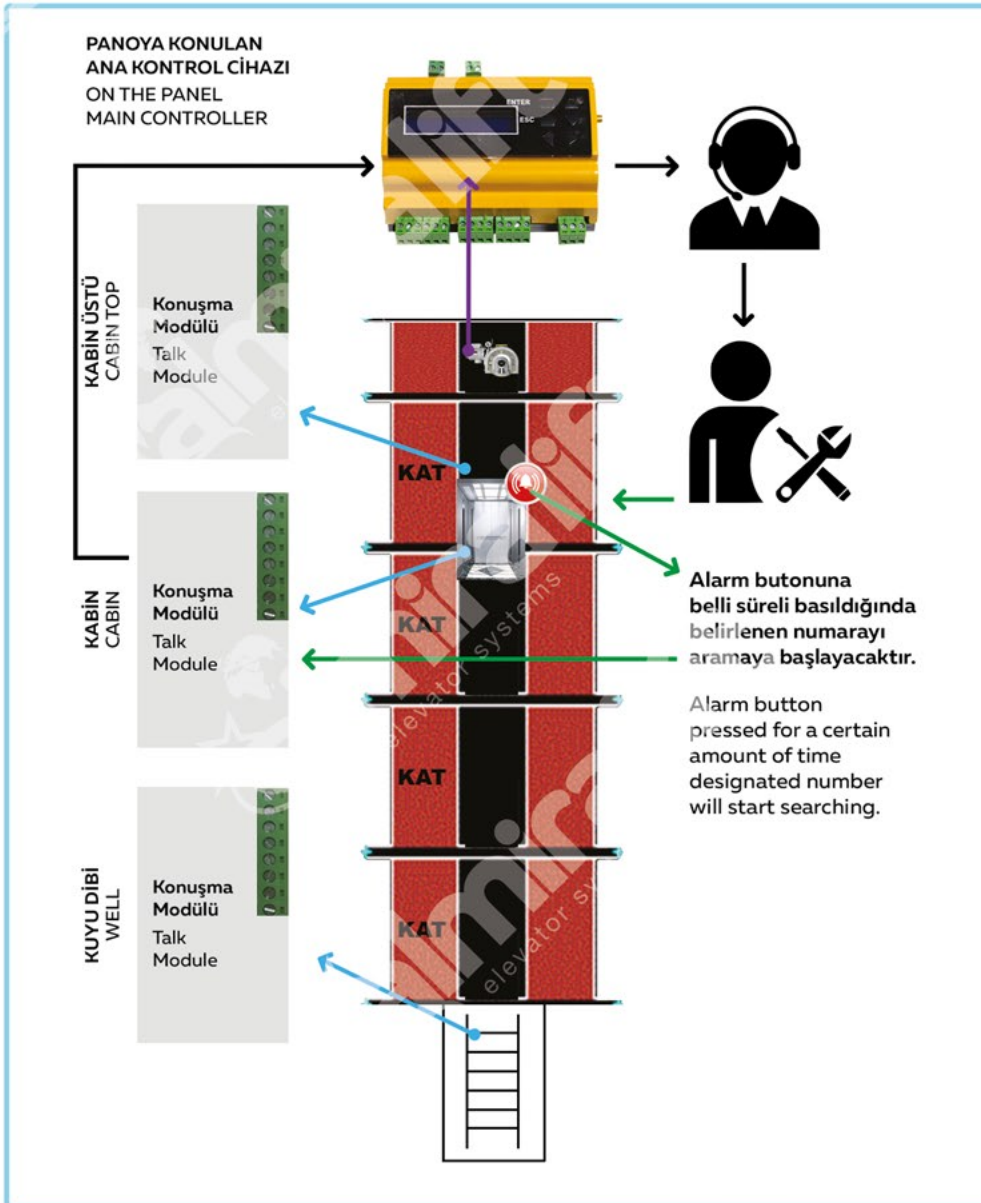 PANOYA KONULAN
ANA KONTROL CİHAZI
ON THE PANEL
MAIN CONTROLLER
ENTER
ESC
KABİN ÜSTÜ
CABIN TOP
Konuşma
Modülü
Talk
Module
KAT
KABİN
CABIN
Konuşma
Modülü
Talk
Module
KAT
Alarm butonuna
belli süreli basıldığında
belirlenen numarayı
aramaya başlayacaktır.
Alarm button
pressed for a certain
amount of time
designated number
will start searching.
KAT
KUYU DİBİ
WELL
Konuşma
Modülü
Talk
Module
KAT
elevator systems